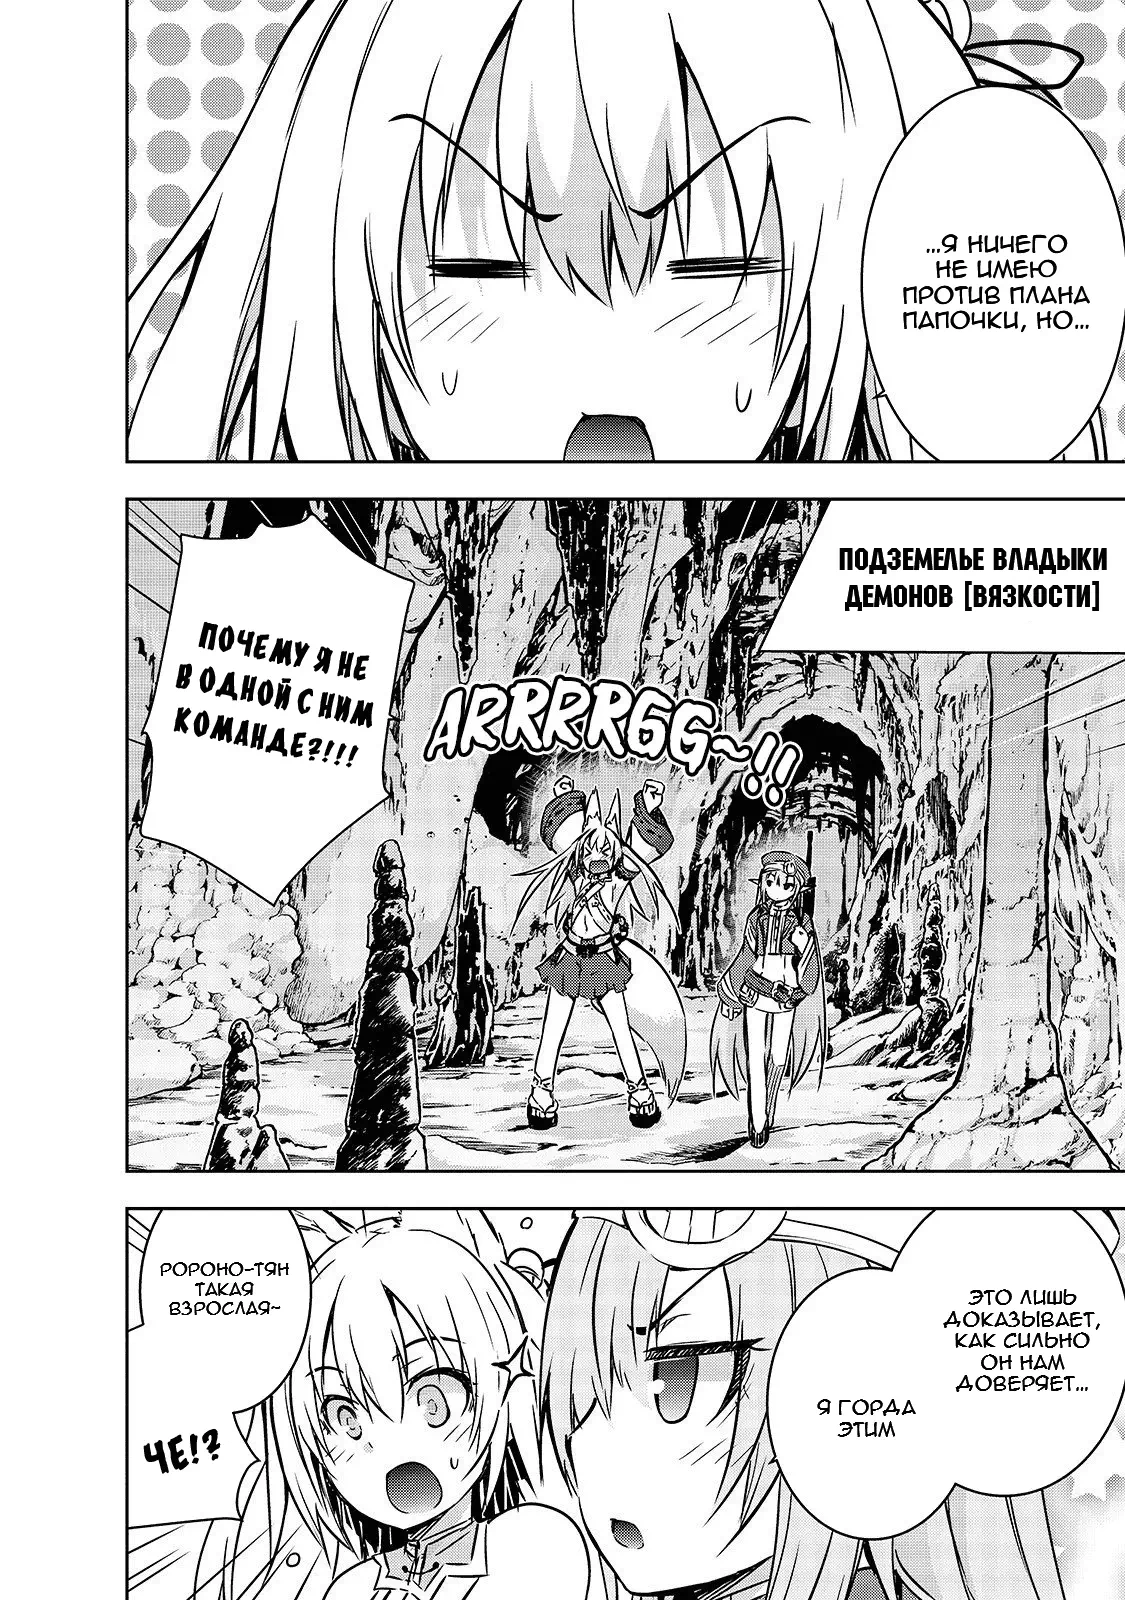 ...Я НИЧЕГО
НЕ ИМЕЮ
ПРОТИВ ПЛАНА
ПАПОЧКИ, НО...
ПОДЗЕМЕЛЬЕ ВЛАДЫКИ
ДЕМОНОВ [ВЯЗКОСТИ]
ARRRRGG~!!
ПОЧЕМУ Я НЕ
В ОДНОЙ С НИМ
КОМАНДЕ?!!!
ЭТО ЛИШЬ
ДОКАЗЫВАЕТ,
КАК СИЛЬНО
ОН НАМ
ДОВЕРЯЕТ...
Я ГОРДА
ЭТИМ
РОРОНО-ТЯН
ТАКАЯ
ВЗРОСЛАЯ~
ЧЕ!?